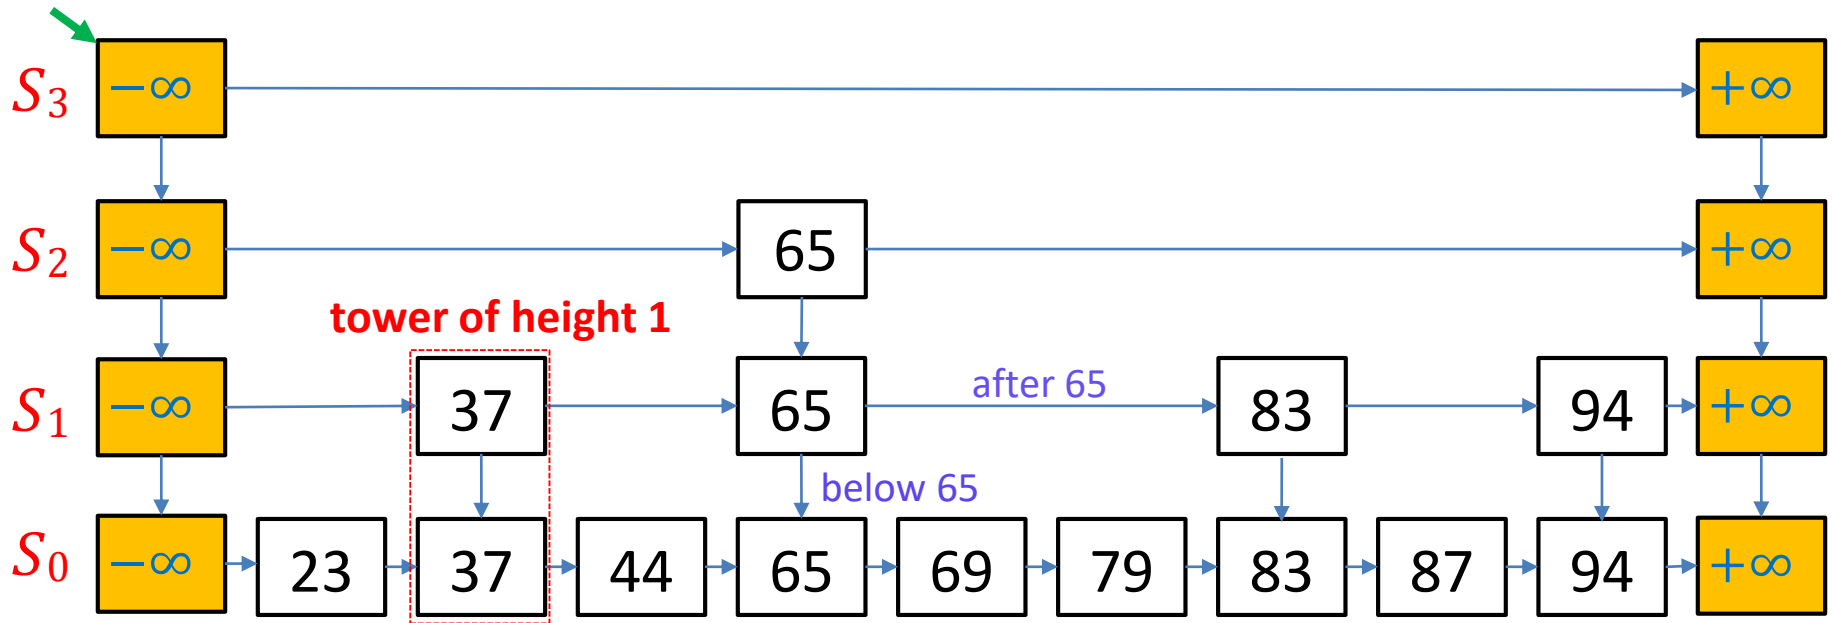 S3 −∞ +∞
S2 −∞ 65 +∞
tower of height 1
S1 −∞ 37 65 after 65 83 94 +∞
below 65
S0 −∞ 23 37 44 65 69 79 83 87 94 +∞